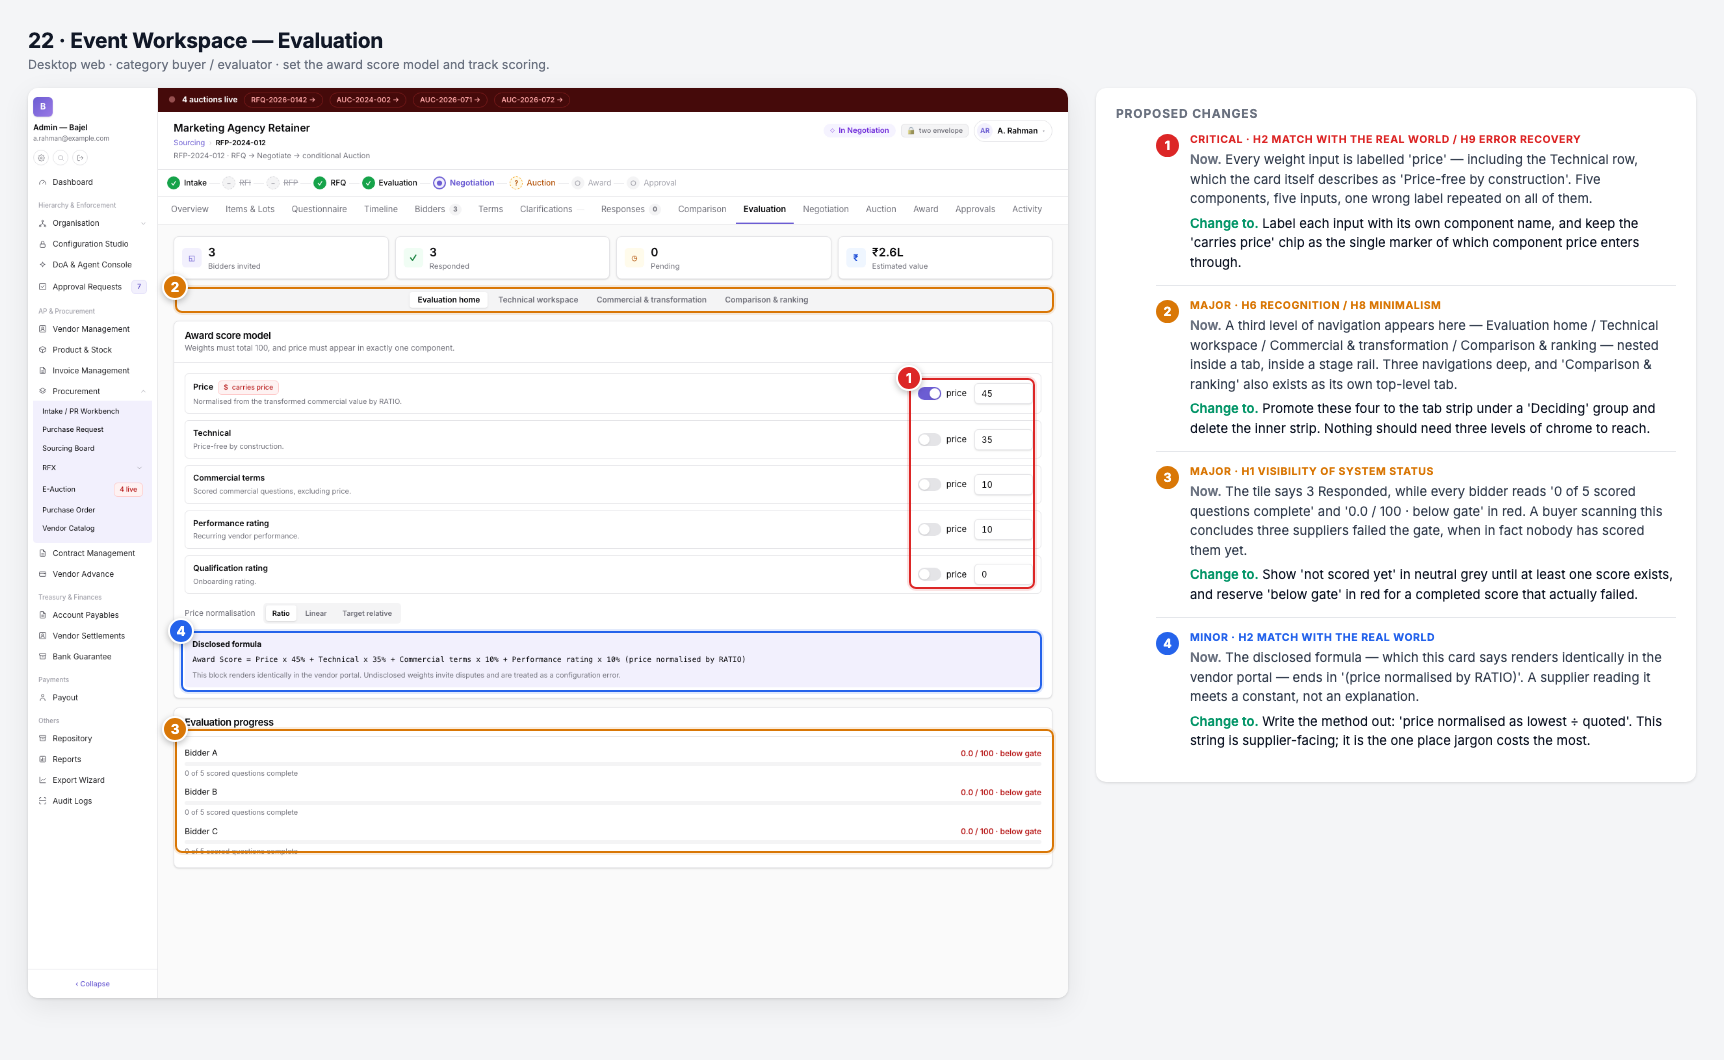 22 · Event Workspace — Evaluation
Desktop web · category buyer / evaluator · set the award score model and track scoring.
B
Admin — Bajel
a.rahman@example.com
Dashboard
Hierarchy & Enforcement
Organisation
Configuration Studio
DoA & Agent Console
Approval Requests 7
AP & Procurement
Vendor Management
Product & Stock
Invoice Management
Procurement
Intake / PR Workbench
Purchase Request
Sourcing Board
RFX
E-Auction 4 live
Purchase Order
Vendor Catalog
Contract Management
Vendor Advance
Treasury & Finances
Account Payables
Vendor Settlements
Bank Guarantee
Payments
Payout
Others
Repository
Reports
Export Wizard
Audit Logs
‹ Collapse
4 auctions live RFQ-2026-0142 → AUC-2024-002 → AUC-2026-071 → AUC-2026-072 →
Marketing Agency Retainer
Sourcing · RFP-2024-012
RFP-2024-012 · RFQ → Negotiate → conditional Auction
In Negotiation two envelope AR A. Rahman
Intake RFI RFP RFQ Evaluation Negotiation ? Auction Award Approval
Overview Items & Lots Questionnaire Timeline Bidders 3 Terms Clarifications Responses 0 Comparison Evaluation Negotiation Auction Award Approvals Activity
3
Bidders invited
3
Responded
0
Pending
₹
₹2.6L
Estimated value
2
Evaluation home Technical workspace Commercial & transformation Comparison & ranking
Award score model
Weights must total 100, and price must appear in exactly one component.
1
Price $ carries price
Normalised from the transformed commercial value by RATIO.
price 45
Technical
Price-free by construction.
price 35
Commercial terms
Scored commercial questions, excluding price.
price 10
Performance rating
Recurring vendor performance.
price 10
Qualification rating
Onboarding rating.
price 0
Price normalisation Ratio Linear Target relative
4
Disclosed formula
Award Score = Price x 45% + Technical x 35% + Commercial terms x 10% + Performance rating x 10% (price normalised by RATIO)
This block renders identically in the vendor portal. Undisclosed weights invite disputes and are treated as a configuration error.
3
Evaluation progress
Bidder A 0.0 / 100 · below gate
0 of 5 scored questions complete
Bidder B 0.0 / 100 · below gate
0 of 5 scored questions complete
Bidder C 0.0 / 100 · below gate
0 of 5 scored questions complete
PROPOSED CHANGES
1
CRITICAL · H2 MATCH WITH THE REAL WORLD / H9 ERROR RECOVERY
Now. Every weight input is labelled 'price' — including the Technical row,
which the card itself describes as 'Price-free by construction'. Five
components, five inputs, one wrong label repeated on all of them.
Change to. Label each input with its own component name, and keep the
'carries price' chip as the single marker of which component price enters
through.
2
MAJOR · H6 RECOGNITION / H8 MINIMALISM
Now. A third level of navigation appears here — Evaluation home / Technical
workspace / Commercial & transformation / Comparison & ranking — nested
inside a tab, inside a stage rail. Three navigations deep, and 'Comparison &
ranking' also exists as its own top-level tab.
Change to. Promote these four to the tab strip under a 'Deciding' group and
delete the inner strip. Nothing should need three levels of chrome to reach.
3
MAJOR · H1 VISIBILITY OF SYSTEM STATUS
Now. The tile says 3 Responded, while every bidder reads '0 of 5 scored
questions complete' and '0.0 / 100 · below gate' in red. A buyer scanning this
concludes three suppliers failed the gate, when in fact nobody has scored
them yet.
Change to. Show 'not scored yet' in neutral grey until at least one score exists,
and reserve 'below gate' in red for a completed score that actually failed.
4
MINOR · H2 MATCH WITH THE REAL WORLD
Now. The disclosed formula — which this card says renders identically in the
vendor portal — ends in '(price normalised by RATIO)'. A supplier reading it
meets a constant, not an explanation.
Change to. Write the method out: 'price normalised as lowest ÷ quoted'. This
string is supplier-facing; it is the one place jargon costs the most.